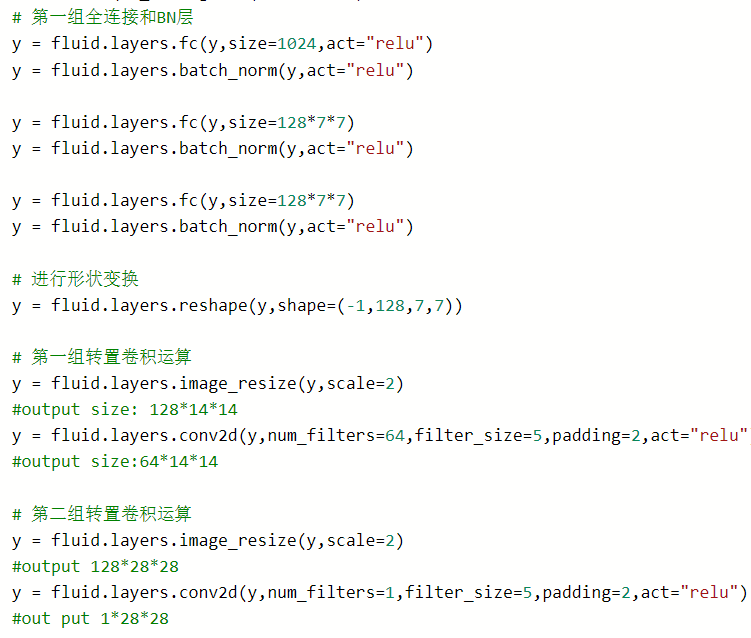 # 第一组全连接和BN层
y = fluid.layers.fc(y,size=1024,act="relu")
y = fluid.layers.batch_norm(y,act="relu")
y = fluid.layers.fc(y,size=128*7*7)
y = fluid.layers.batch_norm(y,act="relu")
y = fluid.layers.fc(y,size=128*7*7)
y = fluid.layers.batch_norm(y,act="relu")
# 进行形状变换
y = fluid.layers.reshape(y,shape=(-1,128,7,7))
# 第一组转置卷积运算
y = fluid.layers.image_resize(y,scale=2)
#output size: 128*14*14
y = fluid.layers.conv2d(y,num_filters=64,filter_size=5,padding=2,act="relu"
#output size:64*14*14
# 第二组转置卷积运算
y = fluid.layers.image_resize(y,scale=2)
#output 128*28*28
y = fluid.layers.conv2d(y,num_filters=1,filter_size=5,padding=2,act="relu")
#out put 1*28*28